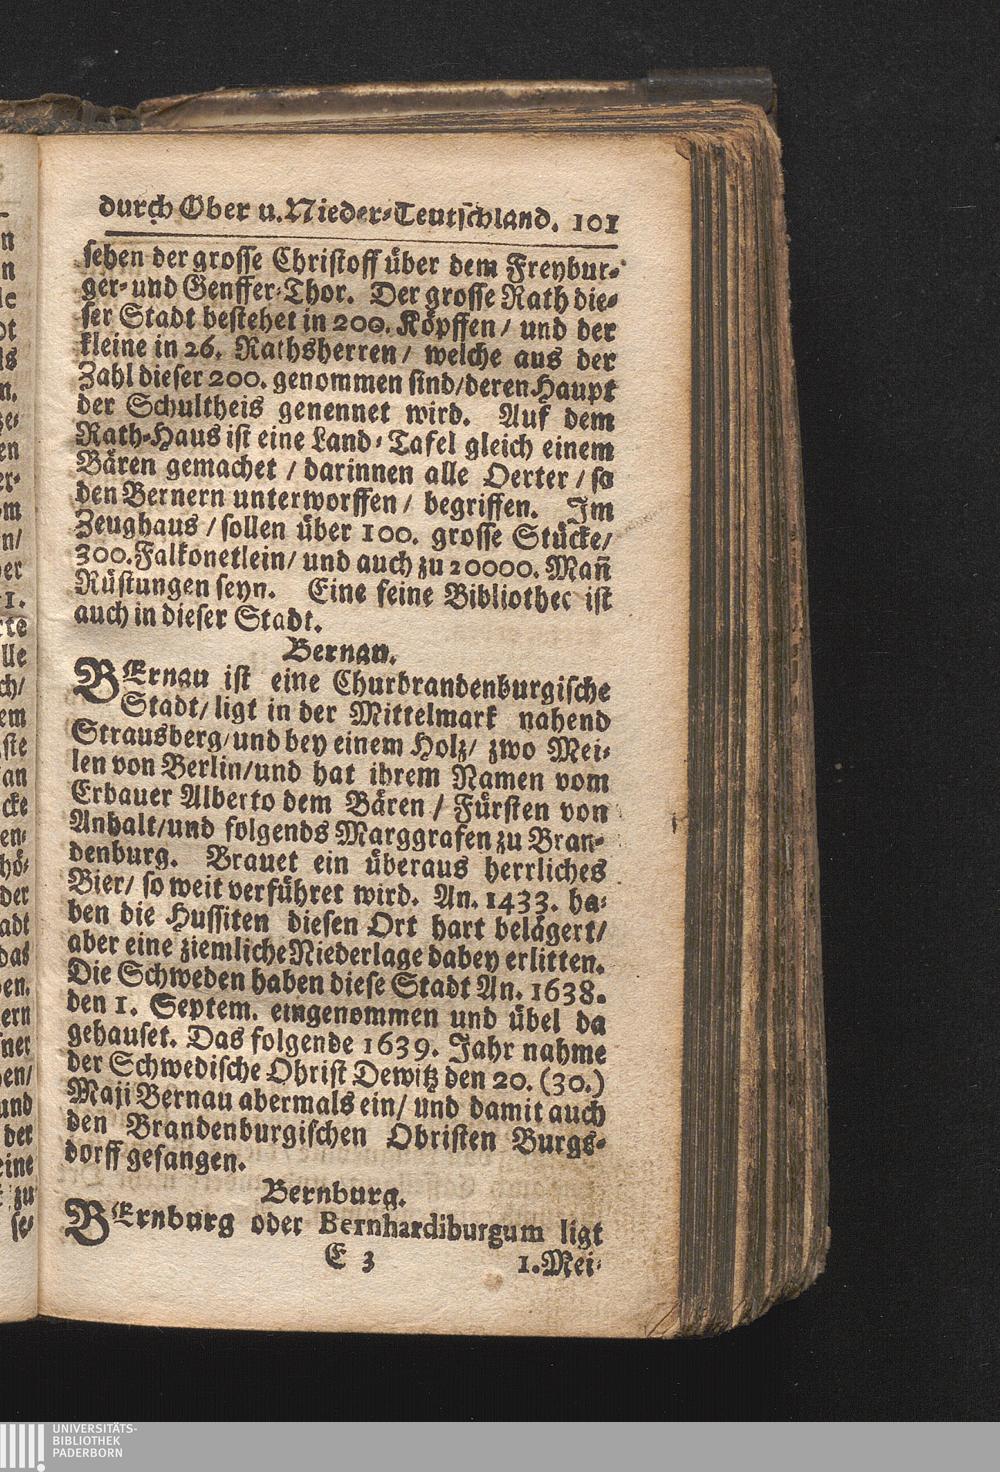 durch Ober u. Nieder-Teutschland. 101
sehen der grosse Christoff über dem Freybur-
ger- und Genffer-Thor. Der grosse Rath die-
ser Stadt bestehet in 200. Köpffen / und der
kleine in 26. Rathsherren / welche aus der
Zahl dieser 200. genommen sind/deren Haupt
der Schultheis genennet wird. Auf dem
Rath-Haus ist eine Land-Tafel gleich einem
Bären gemachet / darinnen alle Oerter / so
den Bernern unterworffen / begriffen. Im
Zeughaus / sollen über 100. grosse Stücke/
300. Falkonetlein/ und auch zu 20000. Mañ
Rüstungen seyn. Eine feine Bibliothec ist
auch in dieser Stadt.
Bernau.
BErnau ist eine Churbrandenburgische
Stadt/ ligt in der Mittelmark nahend
Strausberg/und bey einem Holz/ zwo Mei-
len von Berlin/und hat ihrem Namen vom
Erbauer Alberto dem Bären / Fürsten von
Anhalt/und folgends Marggrafen zu Bran-
denburg. Brauet ein überaus herrliches
Bier/ so weit verführet wird. An. 1433. ha-
ben die Hussiten diesen Ort hart belägert/
aber eine ziemliche Niederlage dabey erlitten.
Die Schweden haben diese Stadt An. 1638.
den 1. Septem. eingenommen und übel da
gehauset. Das folgende 1639. Jahr nahme
der Schwedische Obrist Dewitz den 20. (30.)
Maji Bernau abermals ein/ und damit auch
den Brandenburgischen Obristen Burgs-
dorff gefangen.
Bernburg.
BErnburg oder Bernhardiburgum ligt
E 3 1. Mei-
UNIVERSITÄTS-
BIBLIOTHEK
PADERBORN